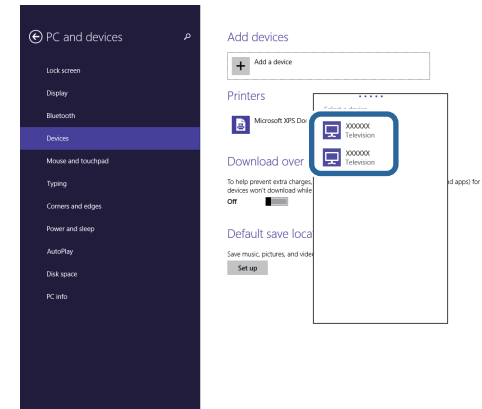 PC and devices
Lock screen
Display
Bluetooth
Devices
Mouse and touchpad
Typing
Corners and edges
Power and sleep
AutoPlay
Disk space
PC info
Add devices
Add a device
Printers
Microsoft XPS Do
Download over
To help prevent extra charges,
devices won't download while
Off
Default save loca
Save music, pictures, and vide
Set up
XXXXXX
Television
XXXXXX
Television
d apps) for